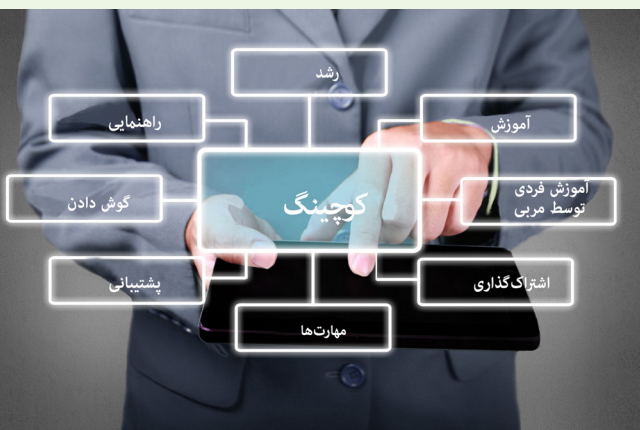 رشد
آموزش
راهنمایی
آموزش فردی
توسط مربی
کوچینگ
گوش دادن
اشتراک‌گذاری
پشتیبانی
مهارت‌ها